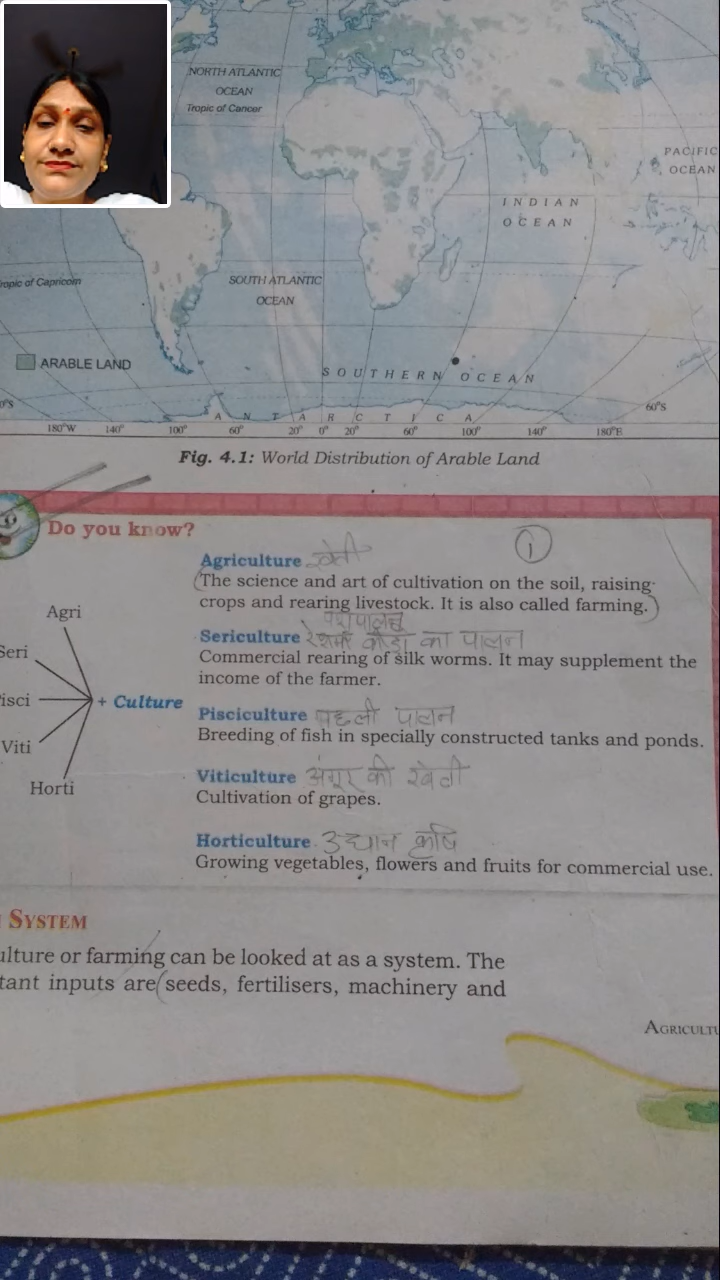 NORTH ATLANTIC
OCEAN
Tropic of Cancer
PACIFIC
OCEAN
INDIAN
OCEAN
Tropic of Capricorn
SOUTH ATLANTIC
OCEAN
ARABLE LAND
SOUTHERN OCEAN
ANTARCTICA
0°S
60°S
180°W 140° 100° 60° 20° 0° 20° 60° 100° 140° 180°E
Fig. 4.1: World Distribution of Arable Land
Do you know?
1
Agriculture खेती
(The science and art of cultivation on the soil, raising
crops and rearing livestock. It is also called farming.)
Agri
Seri
isci
Viti
Horti
+ Culture
Sericulture रेशम कीड़ा का पालन
Commercial rearing of silk worms. It may supplement the
income of the farmer.
Pisciculture मछली पालन
Breeding of fish in specially constructed tanks and ponds.
Viticulture अंगूर की खेती
Cultivation of grapes.
Horticulture उद्यान कृषि
Growing vegetables, flowers and fruits for commercial use.
SYSTEM
ulture or farming can be looked at as a system. The
tant inputs are (seeds, fertilisers, machinery and
AGRICULTU